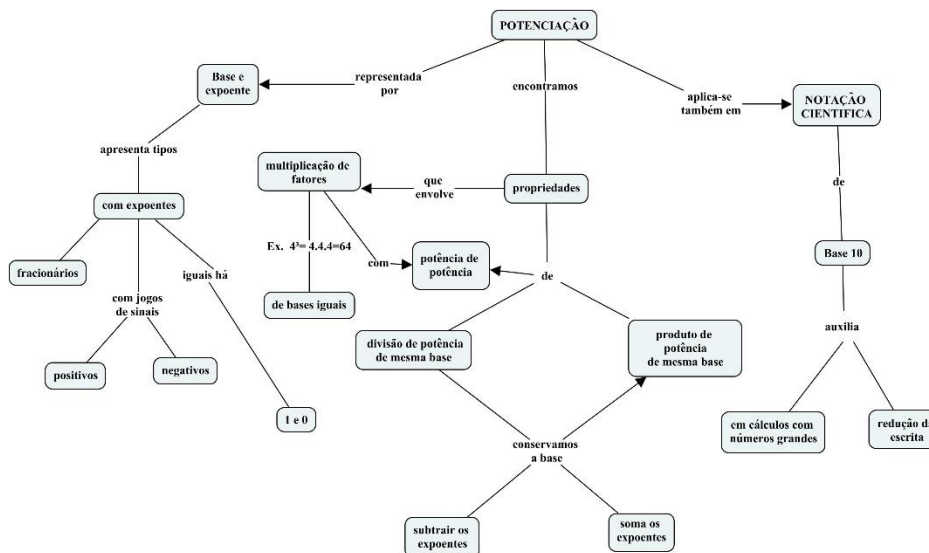 POTENCIAÇÃO
Base e
expoente
representada
por
encontramos
aplica-se
também em
NOTAÇÃO
CIENTIFICA
apresenta tipos
multiplicação de
fatores
que
envolve
propriedades
de
com expoentes
Ex. 4³= 4.4.4=64
com
potência de
potência
de
Base 10
fracionários
iguais há
com jogos
de sinais
de bases iguais
divisão de potência
de mesma base
produto de
potência
de mesma base
auxilia
positivos
negativos
1 e 0
em cálculos com
números grandes
redução da
escrita
conservamos
a base
subtrair os
expoentes
soma os
expoentes